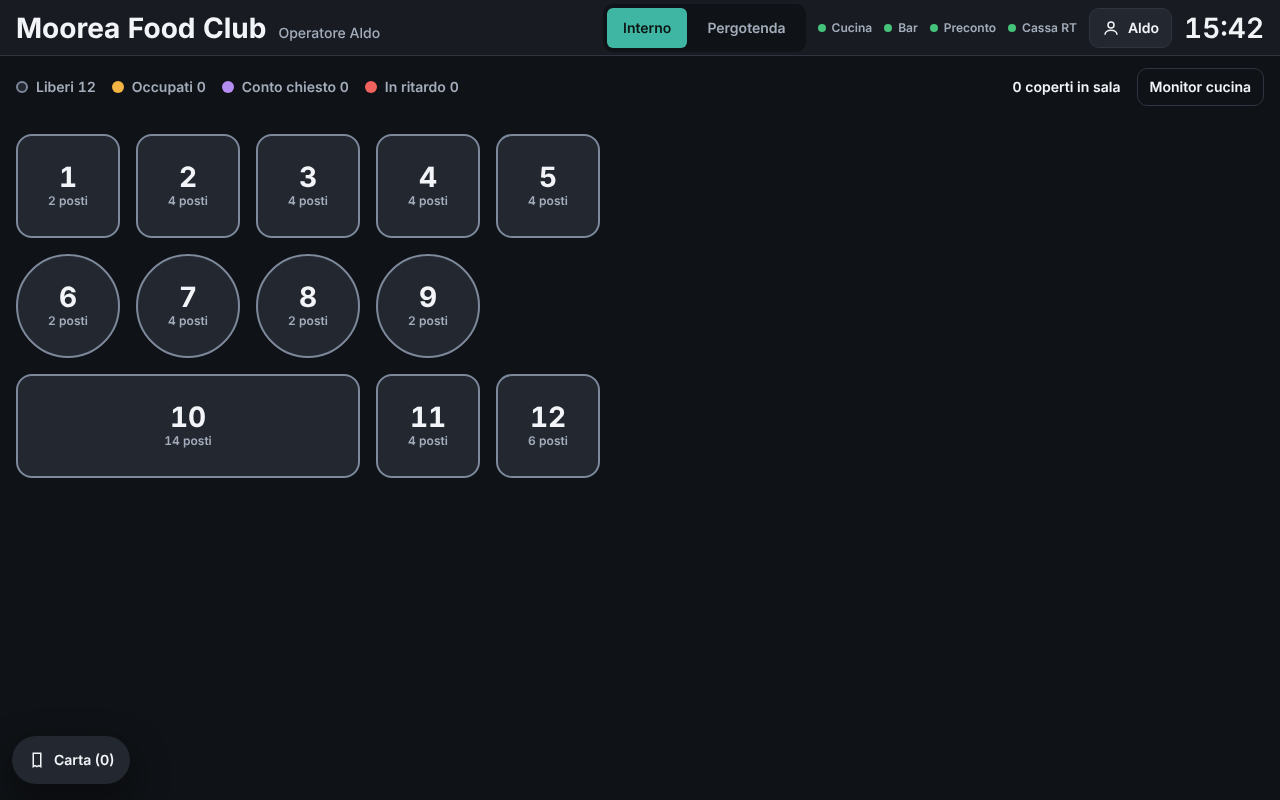 Moorea Food Club Operatore Aldo
Interno Pergotenda Cucina Bar Preconto Cassa RT Aldo 15:42
Liberi 12 Occupati 0 Conto chiesto 0 In ritardo 0
0 coperti in sala Monitor cucina
1
2 posti
2
4 posti
3
4 posti
4
4 posti
5
4 posti
6
2 posti
7
4 posti
8
2 posti
9
2 posti
10
14 posti
11
4 posti
12
6 posti
Carta (0)